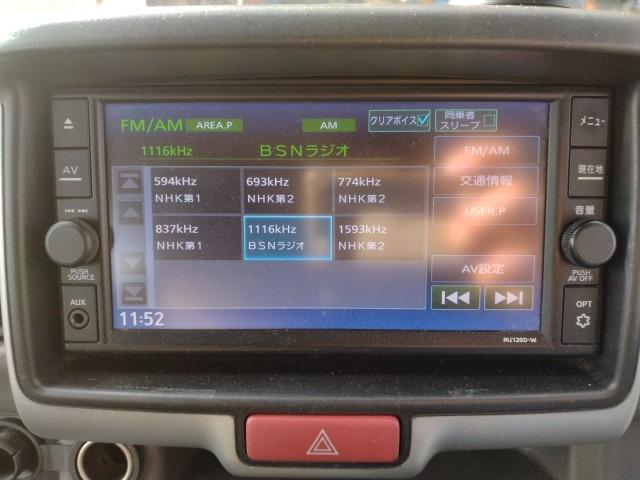 FM/AM AREA.P AM クリアボイス 同乗者スリープ
1116kHz BSNラジオ
FM/AM
594kHz 693kHz 774kHz
NHK第1 NHK第2 NHK第2
交通情報
837kHz 1116kHz 1593kHz
NHK第1 BSNラジオ NHK第2
USER.P
AV設定
11:52
AV
PUSH
SOURCE
AUX
メニュー
現在地
音量
PUSH
AV OFF
OPT
MJ120D-W